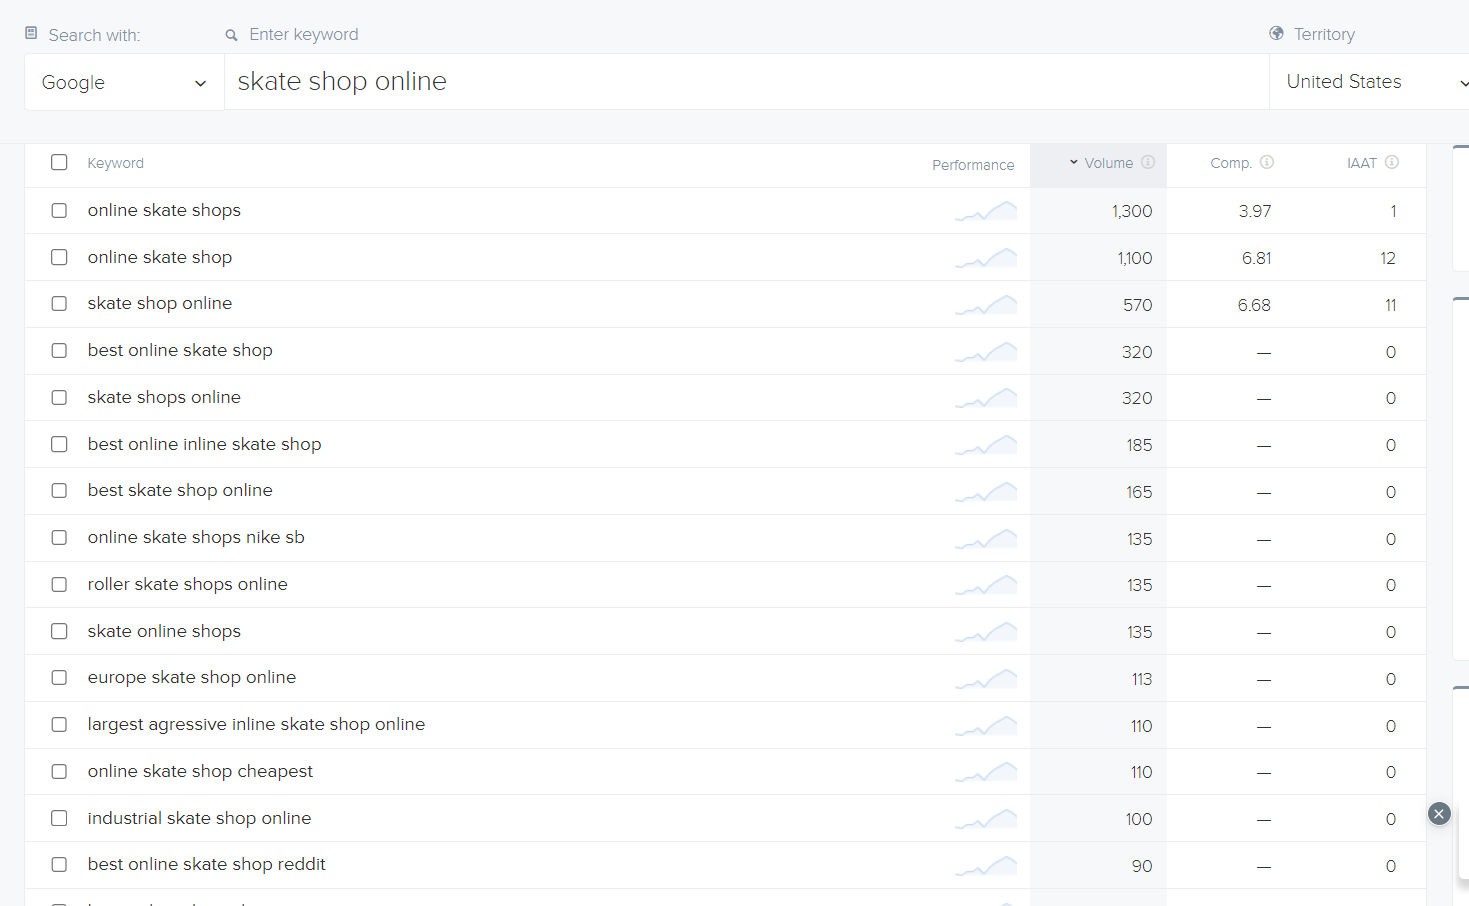 Search with:
Enter keyword
Territory
Google
skate shop online
United States
Keyword Performance Volume Comp. IAAT
online skate shops 1,300 3.97 1
online skate shop 1,100 6.81 12
skate shop online 570 6.68 11
best online skate shop 320 — 0
skate shops online 320 — 0
best online inline skate shop 185 — 0
best skate shop online 165 — 0
online skate shops nike sb 135 — 0
roller skate shops online 135 — 0
skate online shops 135 — 0
europe skate shop online 113 — 0
largest agressive inline skate shop online 110 — 0
online skate shop cheapest 110 — 0
industrial skate shop online 100 — 0
best online skate shop reddit 90 — 0